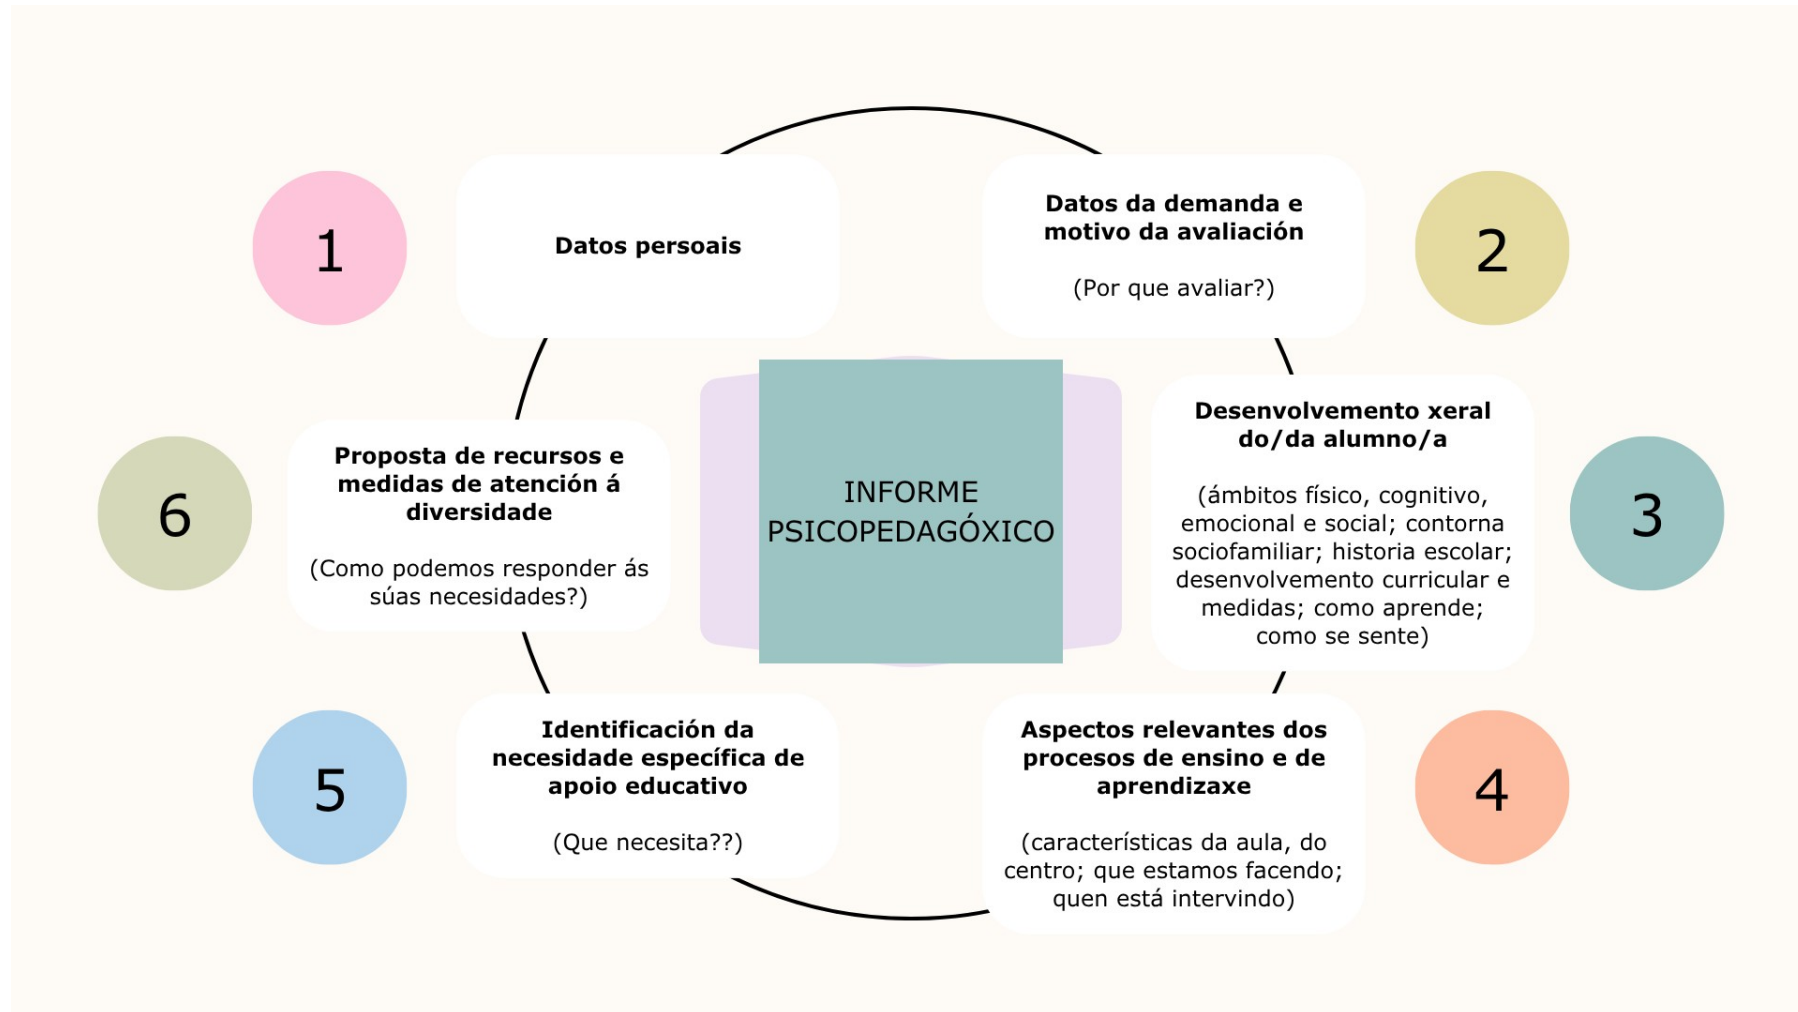 1
Datos persoais
Datos da demanda e
motivo da avaliación
(Por que avaliar?)
2
Desenvolvemento xeral
do/da alumno/a
(ámbitos físico, cognitivo,
emocional e social; contorna
sociofamiliar; historia escolar;
desenvolvemento curricular e
medidas; como aprende;
como se sente)
3
Aspectos relevantes dos
procesos de ensino e de
aprendizaxe
(características da aula, do
centro; que estamos facendo;
quen está intervindo)
4
5
Identificación da
necesidade específica de
apoio educativo
(Que necesita??)
6
Proposta de recursos e
medidas de atención á
diversidade
(Como podemos responder ás
súas necesidades?)
INFORME
PSICOPEDAGÓXICO